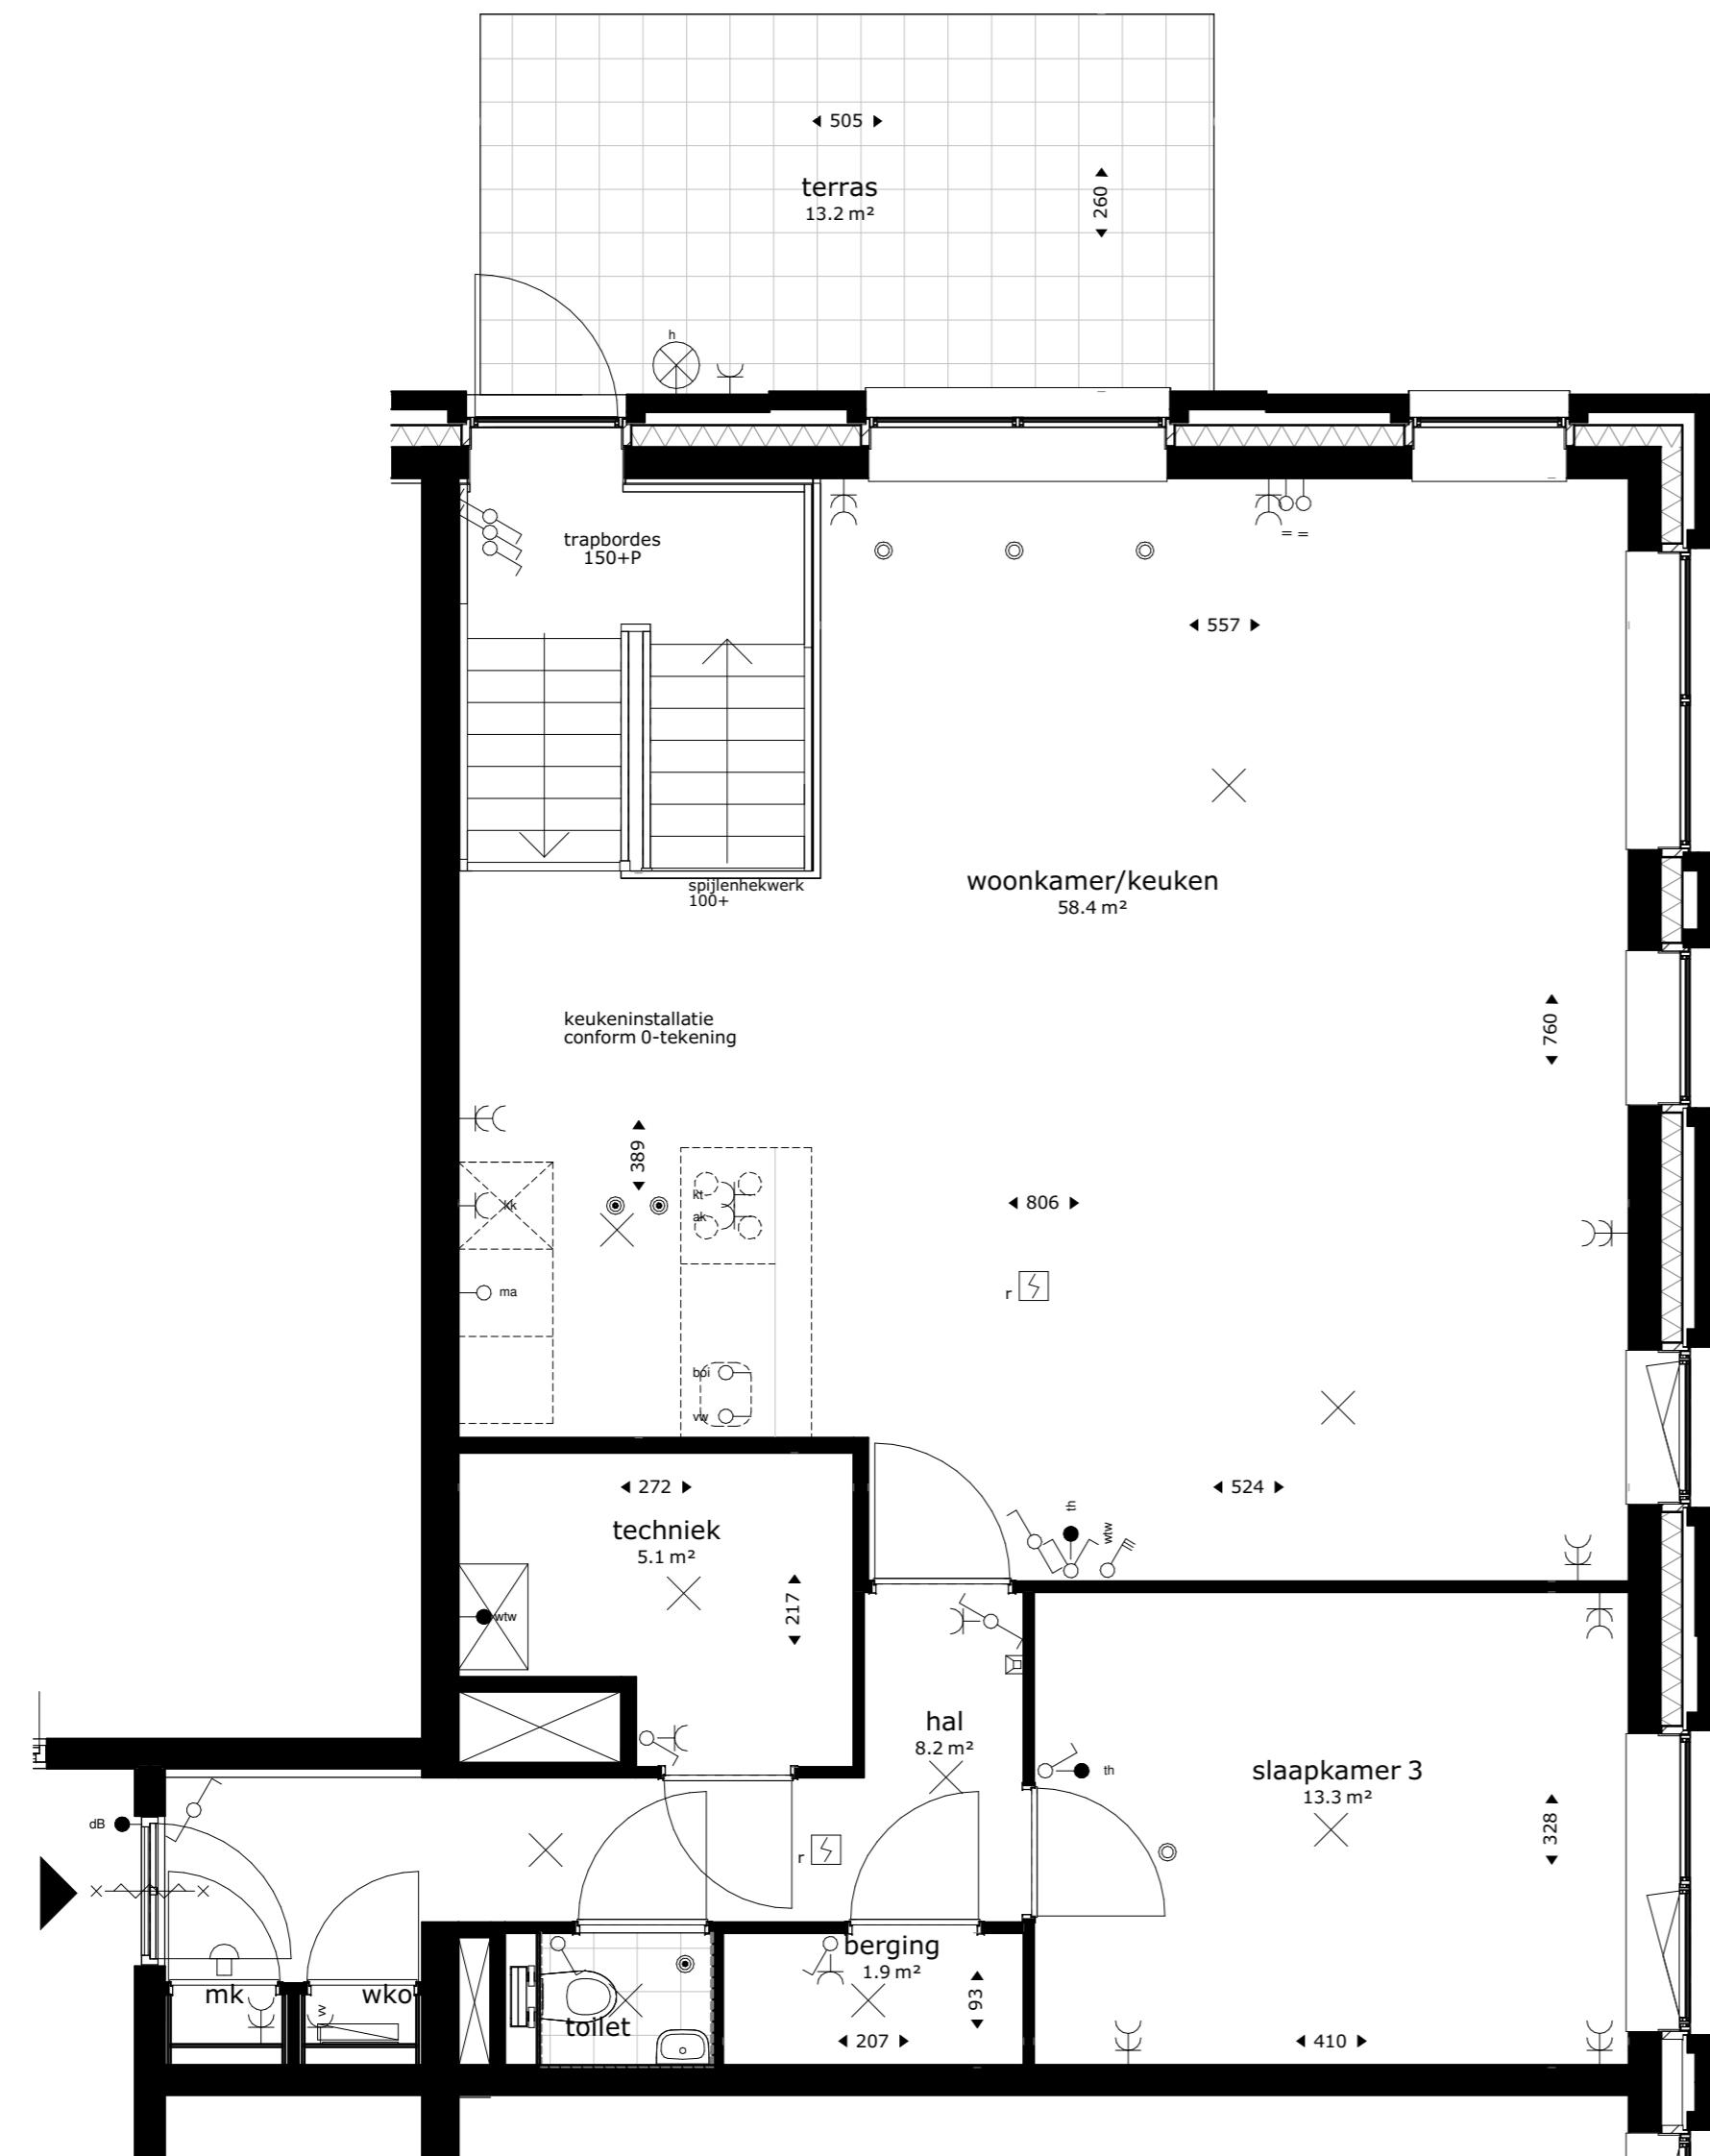 505
terras
13.2 m²
260
h
trapbordes
150+P
= =
557
woonkamer/keuken
58.4 m²
spijlenhekwerk
100+
keukeninstallatie
conform 0-tekening
760
389
kk
kt
ak
806
ma
r
boi
vw
272
techniek
5.1 m²
217
wtw
524
th
wtw
hal
8.2 m²
th
slaapkamer 3
13.3 m²
328
dB
r
mk
wko
w
toilet
berging
1.9 m²
93
207
410